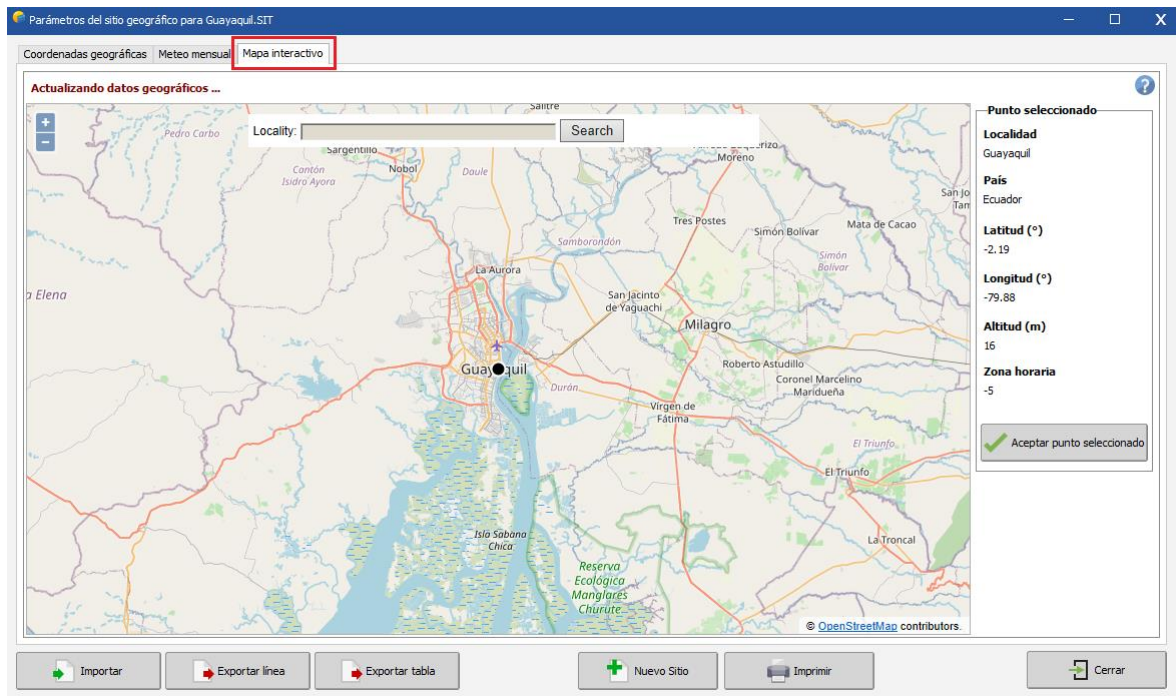 Parámetros del sitio geográfico para Guayaquil.SIT
Coordenadas geográficas Meteo mensual Mapa interactivo
Actualizando datos geográficos ...
Salitre
Pedro Carbo
Locality:
Search
Sargentillo
Moreno
Cantón
Isidro Ayora
Nobol
Daule
San Jo
Tam
Tres Postes
Simón Bolívar
Mata de Cacao
Samborondón
Simón
Bolívar
La Aurora
a Elena
San Jacinto
de Yaguachi
Milagro
Guayaquil
Roberto Astudillo
Durán
Coronel Marcelino
Maridueña
Virgen de
Fátima
El Triunfo
El Triunfo
La Troncal
Isla Sabana
Chica
Reserva
Ecológica
Manglares
Churute
© OpenStreetMap contributors.
Punto seleccionado
Localidad
Guayaquil
País
Ecuador
Latitud (°)
-2.19
Longitud (°)
-79.88
Altitud (m)
16
Zona horaria
-5
Aceptar punto seleccionado
Importar
Exportar línea
Exportar tabla
Nuevo Sitio
Imprimir
Cerrar